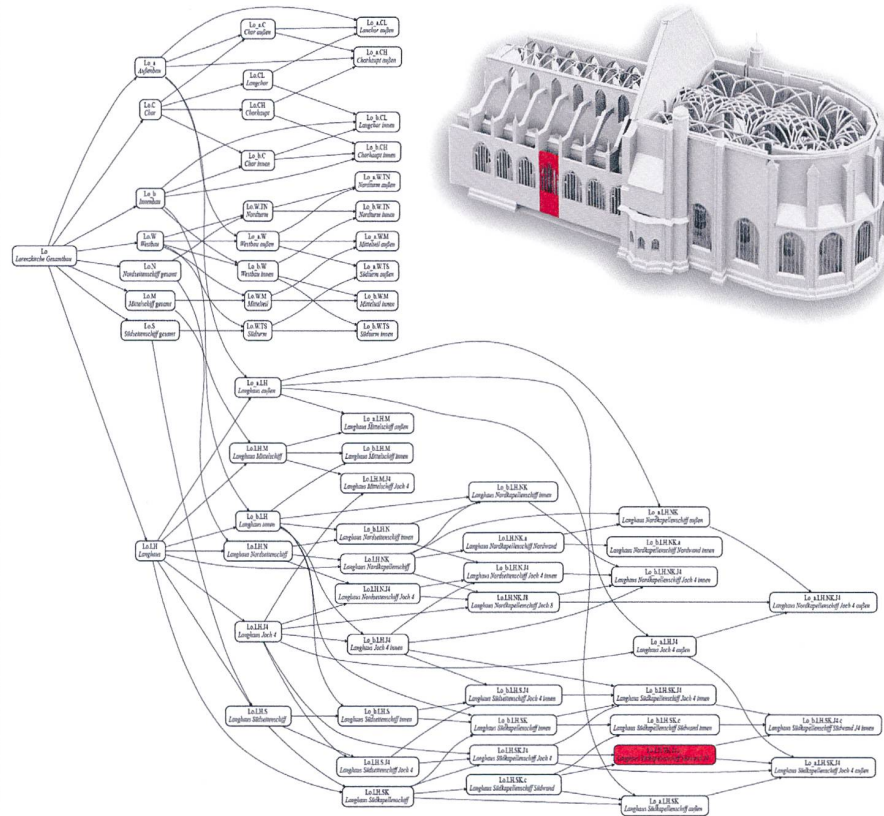 Lo
Lorenzkirche Gesamtbau
Lo_a
Außenbau
Lo.C
Chor
Lo_b
Innenbau
Lo.W
Westbau
Lo.N
Nordseitenschiff gesamt
Lo.M
Mittelschiff gesamt
Lo.S
Südseitenschiff gesamt
Lo.LH
Langhaus
Lo_a.C
Chor außen
Lo.CL
Langchor
Lo.CH
Chorhaupt
Lo_b.C
Chor innen
Lo.W.TN
Nordturm
Lo_a.W
Westbau außen
Lo_b.W
Westbau innen
Lo.W.M
Mittelteil
Lo.W.TS
Südturm
Lo_a.CL
außen
Lo_a.CH
Chorhaupt außen
Lo_b.CL
Langchor innen
Lo_b.CH
Chorhaupt innen
Lo_a.W.TN
Nordturm außen
Lo_b.W.TN
Nordturm innen
Lo_a.W.M
Mittelteil außen
Lo_a.W.TS
Südturm außen
Lo_b.W.M
Mittelteil innen
Lo_b.W.TS
Südturm innen
Lo_a.LH
Langhaus außen
Lo.LH.M
Langhaus Mittelschiff
Lo_b.LH
Langhaus innen
Lo.LH.N
Langhaus Nordseitenschiff
Lo.LH.J4
Langhaus Joch 4
Lo.LH.S
Langhaus Südseitenschiff
Lo_a.LH.M
Langhaus Mittelschiff außen
Lo_b.LH.M
Langhaus Mittelschiff innen
Lo.LH.M.J4
Langhaus Mittelschiff Joch 4
Lo_b.LH.N
Langhaus Nordseitenschiff innen
Lo.LH.NK
Langhaus Nordkapellenschiff
Lo.LH.N.J4
Langhaus Nordseitenschiff Joch 4
Lo_b.LH.J4
Langhaus Joch 4 innen
Lo_b.LH.S
Langhaus Südseitenschiff innen
Lo.LH.S.J4
Langhaus Südseitenschiff Joch 4
Lo.LH.SK
Langhaus Südkapellenschiff
Lo_b.LH.NK
Langhaus Nordkapellenschiff innen
Lo.LH.NK.a
Langhaus Nordkapellenschiff Nordwand
Lo_b.LH.N.J4
Langhaus Nordseitenschiff Joch 4 innen
Lo.LH.NK.J8
Langhaus Nordkapellenschiff Joch 8
Lo_b.LH.S.J4
Langhaus Südseitenschiff Joch 4 innen
Lo_b.LH.SK
Langhaus Südkapellenschiff innen
Lo.LH.SK.J4
Langhaus Südkapellenschiff Joch 4
Lo.LH.SK.c
Langhaus Südkapellenschiff Südwand
Lo_a.LH.NK
Langhaus Nordkapellenschiff außen
Lo_b.LH.NK.a
Langhaus Nordkapellenschiff Nordwand innen
Lo_b.LH.NK.J4
Langhaus Nordkapellenschiff Joch 4 innen
Lo_a.LH.J4
Langhaus Joch 4 außen
Lo_b.LH.SK.J4
Langhaus Südkapellenschiff Joch 4 innen
Lo_b.LH.SK.c
Langhaus Südkapellenschiff Südwand innen
Lo_a.LH.SK
Langhaus Südkapellenschiff außen
Lo_a.LH.NK.J4
Langhaus Nordkapellenschiff Joch 4 außen
Lo_b.LH.SK.J4.c
Langhaus Südkapellenschiff Südwand J4 innen
Lo_a.LH.SK.J4
Langhaus Südkapellenschiff Joch 4 außen